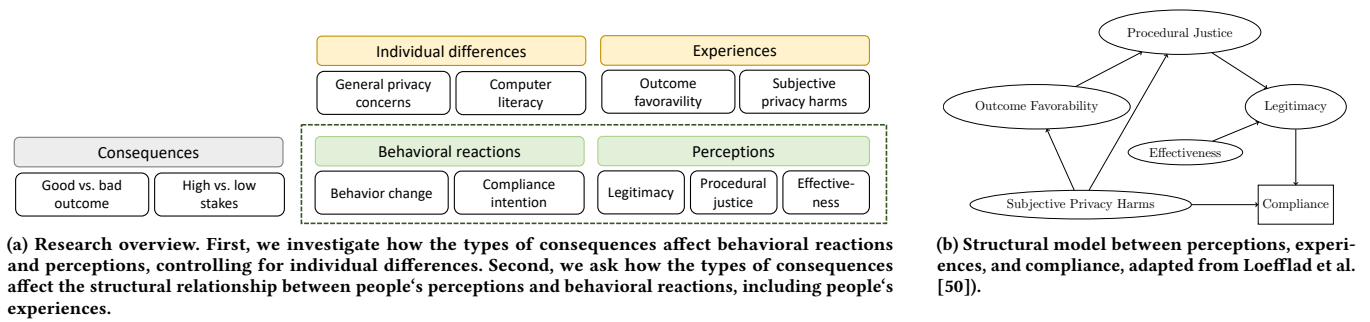 Individual differences
Experiences
General privacy
concerns
Computer
literacy
Outcome
favoravility
Subjective
privacy harms
Consequences
Behavioral reactions
Perceptions
Good vs. bad
outcome
High vs. low
stakes
Behavior change
Compliance
intention
Legitimacy
Procedural
justice
Effective-
ness
(a) Research overview. First, we investigate how the types of consequences affect behavioral reactions
and perceptions, controlling for individual differences. Second, we ask how the types of consequences
affect the structural relationship between people‘s perceptions and behavioral reactions, including people‘s
experiences.
Procedural Justice
Outcome Favorability
Legitimacy
Effectiveness
Subjective Privacy Harms
Compliance
(b) Structural model between perceptions, experi-
ences, and compliance, adapted from Loefflad et al.
[50]).